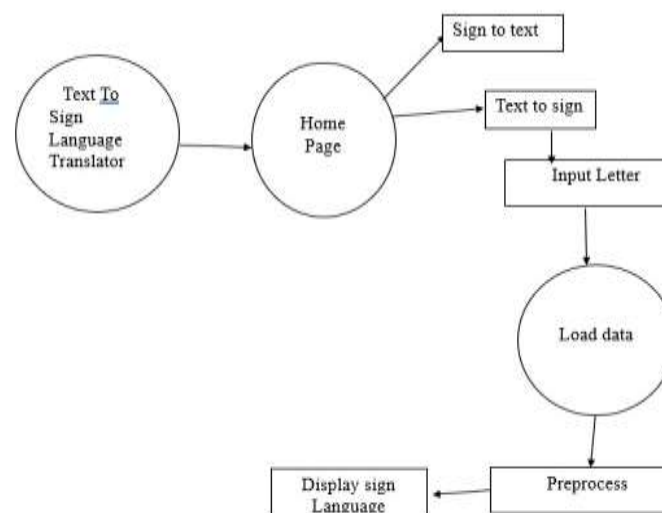 Sign to text
Text To
Sign
Language
Translator
Home
Page
Text to sign
Input Letter
Load data
Preprocess
Display sign
Language